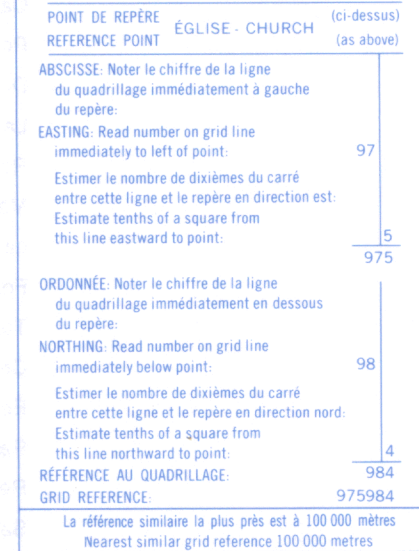 POINT DE REPÈRE ÉGLISE - CHURCH (ci-dessus)
REFERENCE POINT (as above)
ABSCISSE: Noter le chiffre de la ligne
du quadrillage immédiatement à gauche
du repère:
EASTING: Read number on grid line
immediately to left of point: 97
Estimer le nombre de dixièmes du carré
entre cette ligne et le repère en direction est:
Estimate tenths of a square from
this line eastward to point: 5
975
ORDONNÉE: Noter le chiffre de la ligne
du quadrillage immédiatement en dessous
du repère:
NORTHING: Read number on grid line
immediately below point: 98
Estimer le nombre de dixièmes du carré
entre cette ligne et le repère en direction nord:
Estimate tenths of a square from
this line northward to point: 4
RÉFÉRENCE AU QUADRILLAGE: 984
GRID REFERENCE: 975984
La référence similaire la plus près est à 100 000 mètres
Nearest similar grid reference 100 000 metres